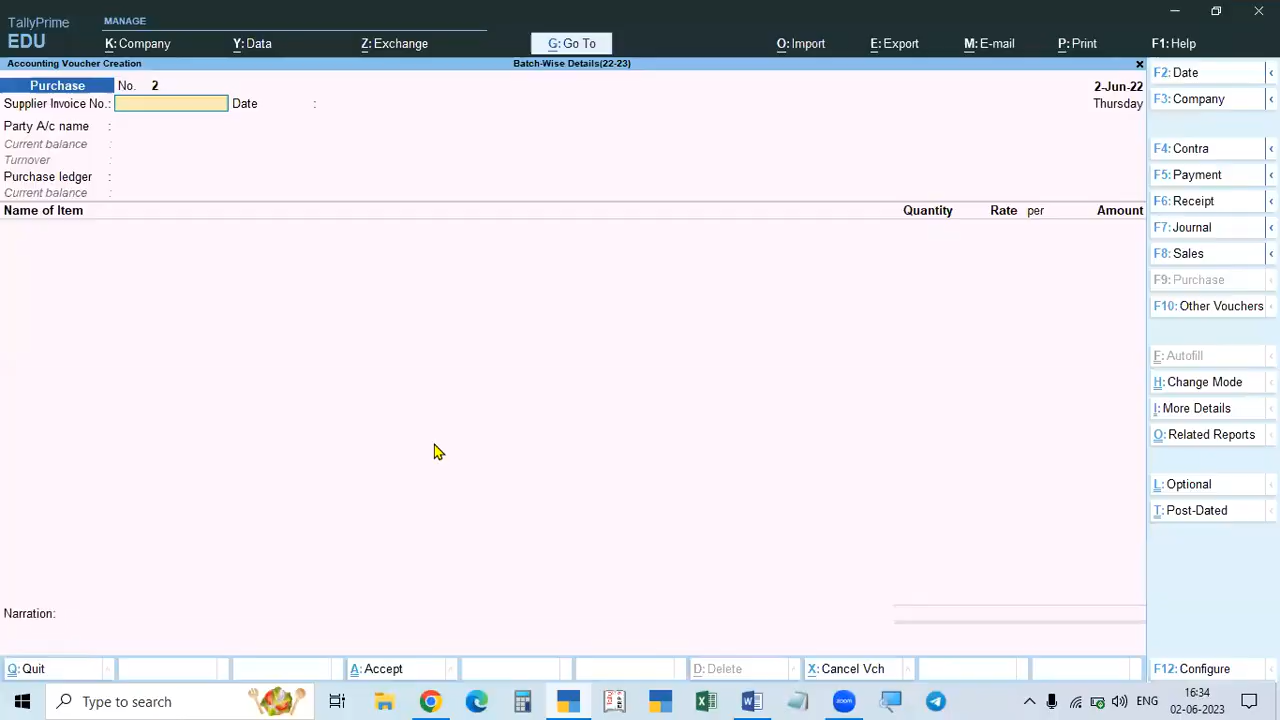 TallyPrime
EDU
MANAGE
K: Company
Y: Data
Z: Exchange
G: Go To
O: Import
E: Export
M: E-mail
P: Print
F1: Help
Accounting Voucher Creation
Batch-Wise Details(22-23)
Purchase
No. 2
2-Jun-22
Supplier Invoice No.:
Date :
Thursday
Party A/c name :
Current balance :
Turnover :
Purchase ledger :
Current balance :
Name of Item
Quantity
Rate per
Amount
Narration:
F2: Date
F3: Company
F4: Contra
F5: Payment
F6: Receipt
F7: Journal
F8: Sales
F9: Purchase
F10: Other Vouchers
F: Autofill
H: Change Mode
I: More Details
O: Related Reports
L: Optional
T: Post-Dated
Q: Quit
A: Accept
D: Delete
X: Cancel Vch
F12: Configure
Type to search
zoom
ENG
16:34
02-06-2023